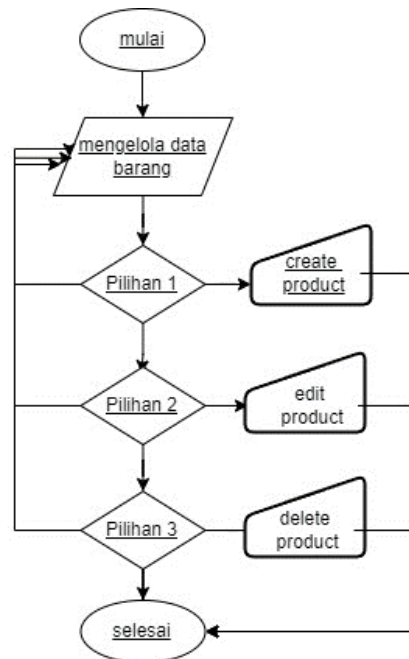 mulai
mengelola data
barang
Pilihan 1
create
product
Pilihan 2
edit
product
Pilihan 3
delete
product
selesai